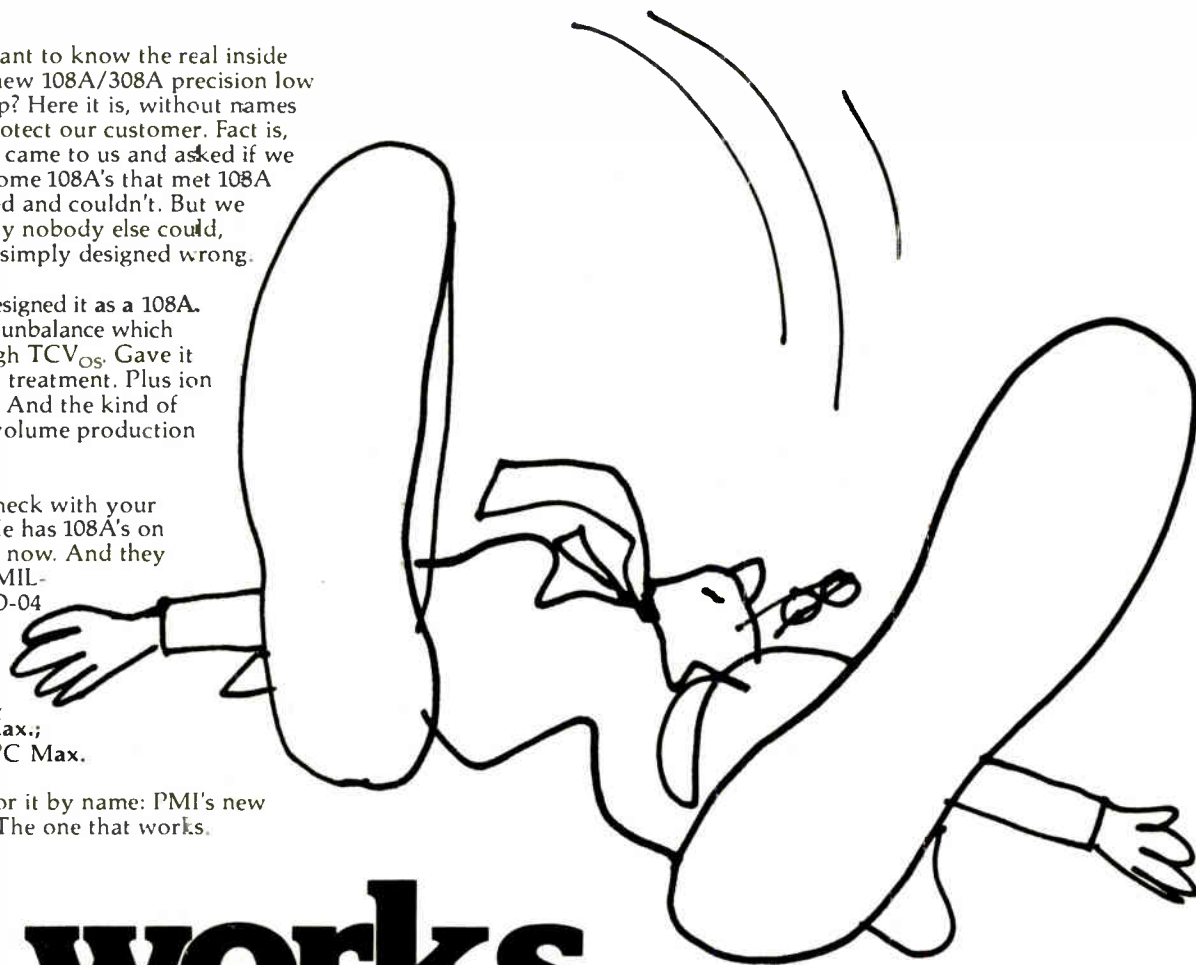 ant to know the real inside
new 108A/308A precision low
p? Here it is, without names
otect our customer. Fact is,
came to us and asked if we
ome 108A's that met 108A
d and couldn't. But we
y nobody else could,
simply designed wrong.
esigned it as a 108A.
unbalance which
gh TCVOS. Gave it
treatment. Plus ion
And the kind of
volume production
heck with your
He has 108A's on
now. And they
MIL-
D-04
ax.;
°C Max.
or it by name: PMI's new
The one that works.
works